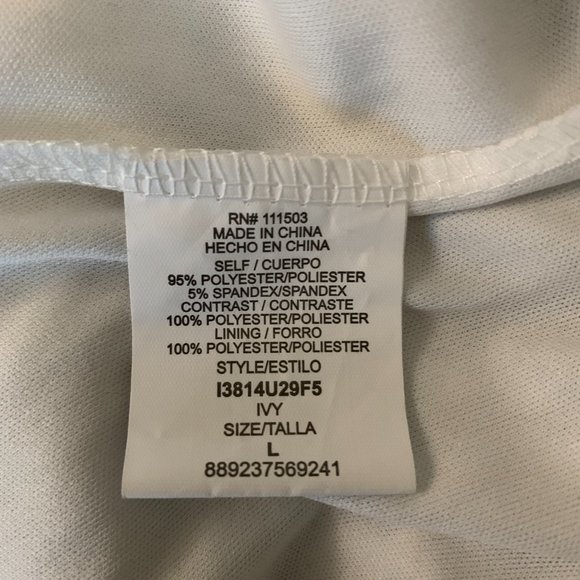 RN# 111503
MADE IN CHINA
HECHO EN CHINA
SELF / CUERPO
95% POLYESTER/POLIESTER
5% SPANDEX/SPANDEX
CONTRAST / CONTRASTE
100% POLYESTER/POLIESTER
LINING / FORRO
100% POLYESTER/POLIESTER
STYLE/ESTILO
I3814U29F5
IVY
SIZE/TALLA
L
889237569241